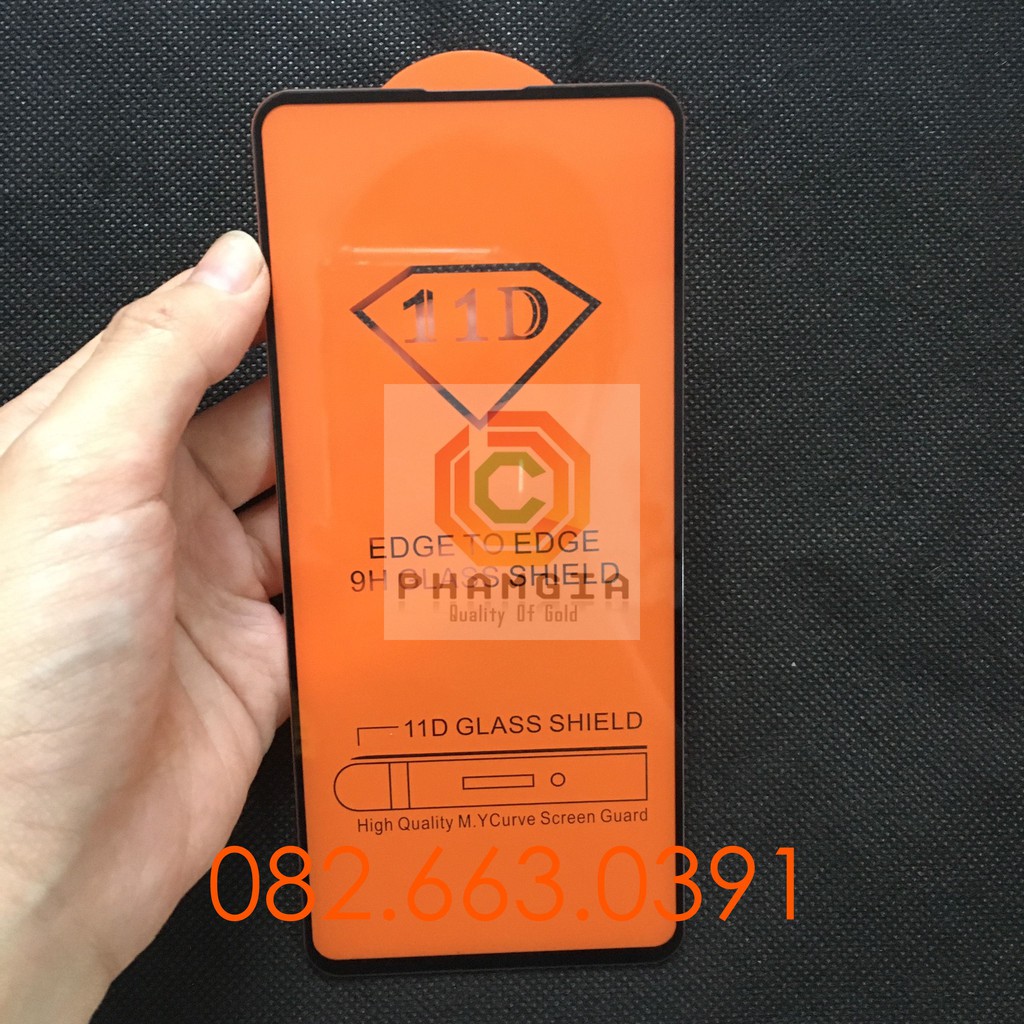 11D
C
EDGE TO EDGE
9H GLASS SHIELD
PHANGIA
Quality Of Gold
11D GLASS SHIELD
High Quality M.YCurve Screen Guard
082.663.0391